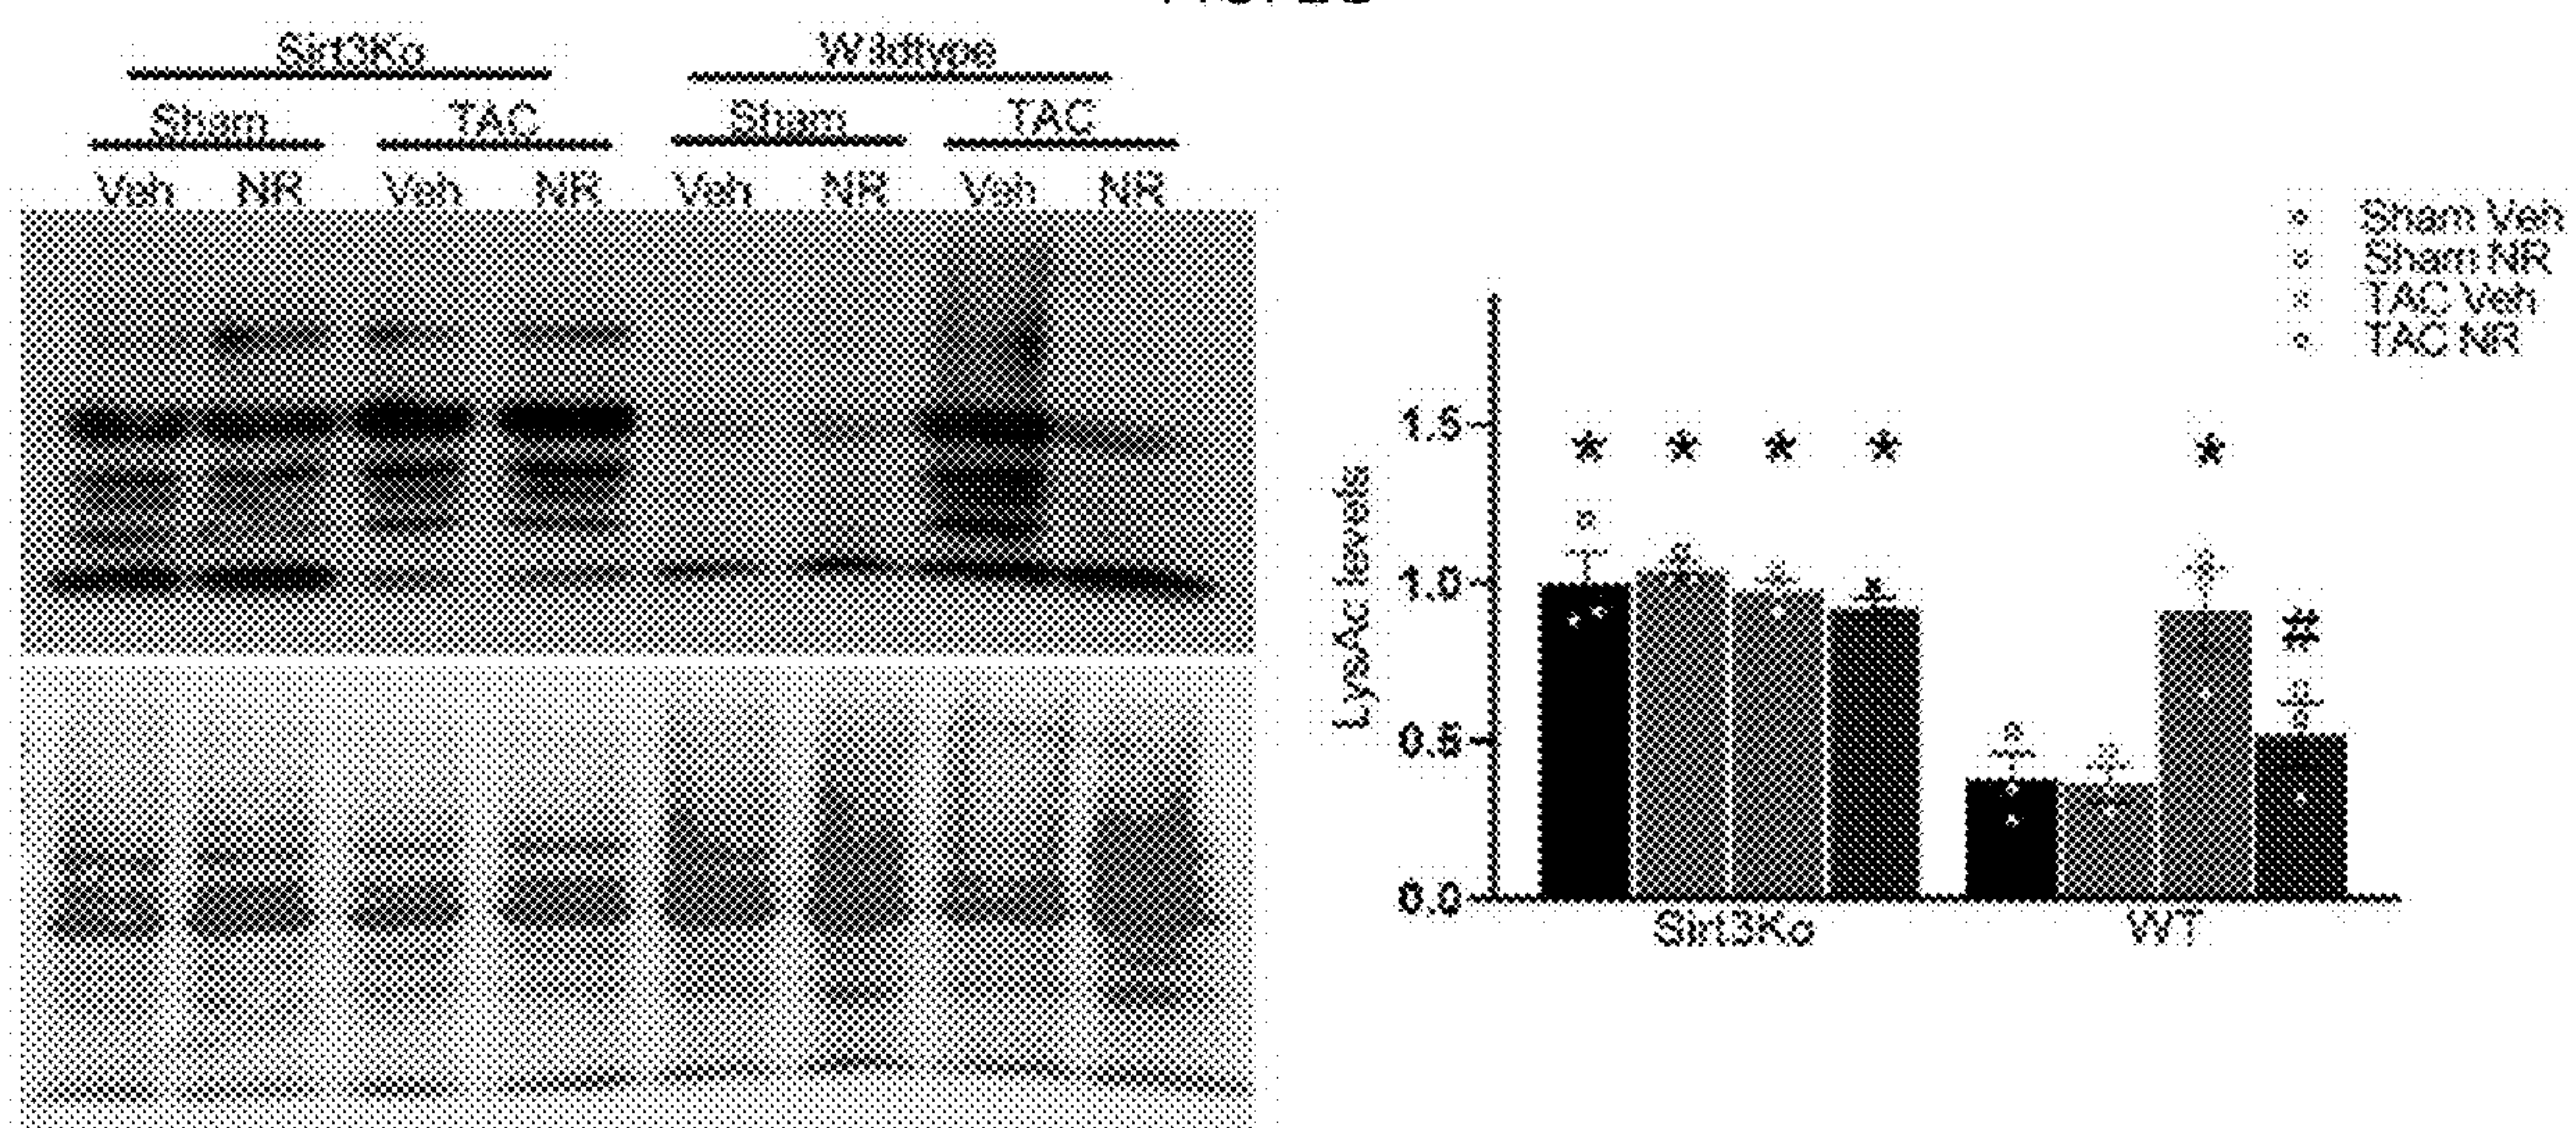 Sirt3Ko Wildtype
Sham TAC Sham TAC
Veh NR Veh NR Veh NR Veh NR
Sham Veh
Sham NR
TAC Veh
TAC NR
LysAc levels
1.5
1.0
0.5
0.0
* * * * *
#
Sirt3Ko WT